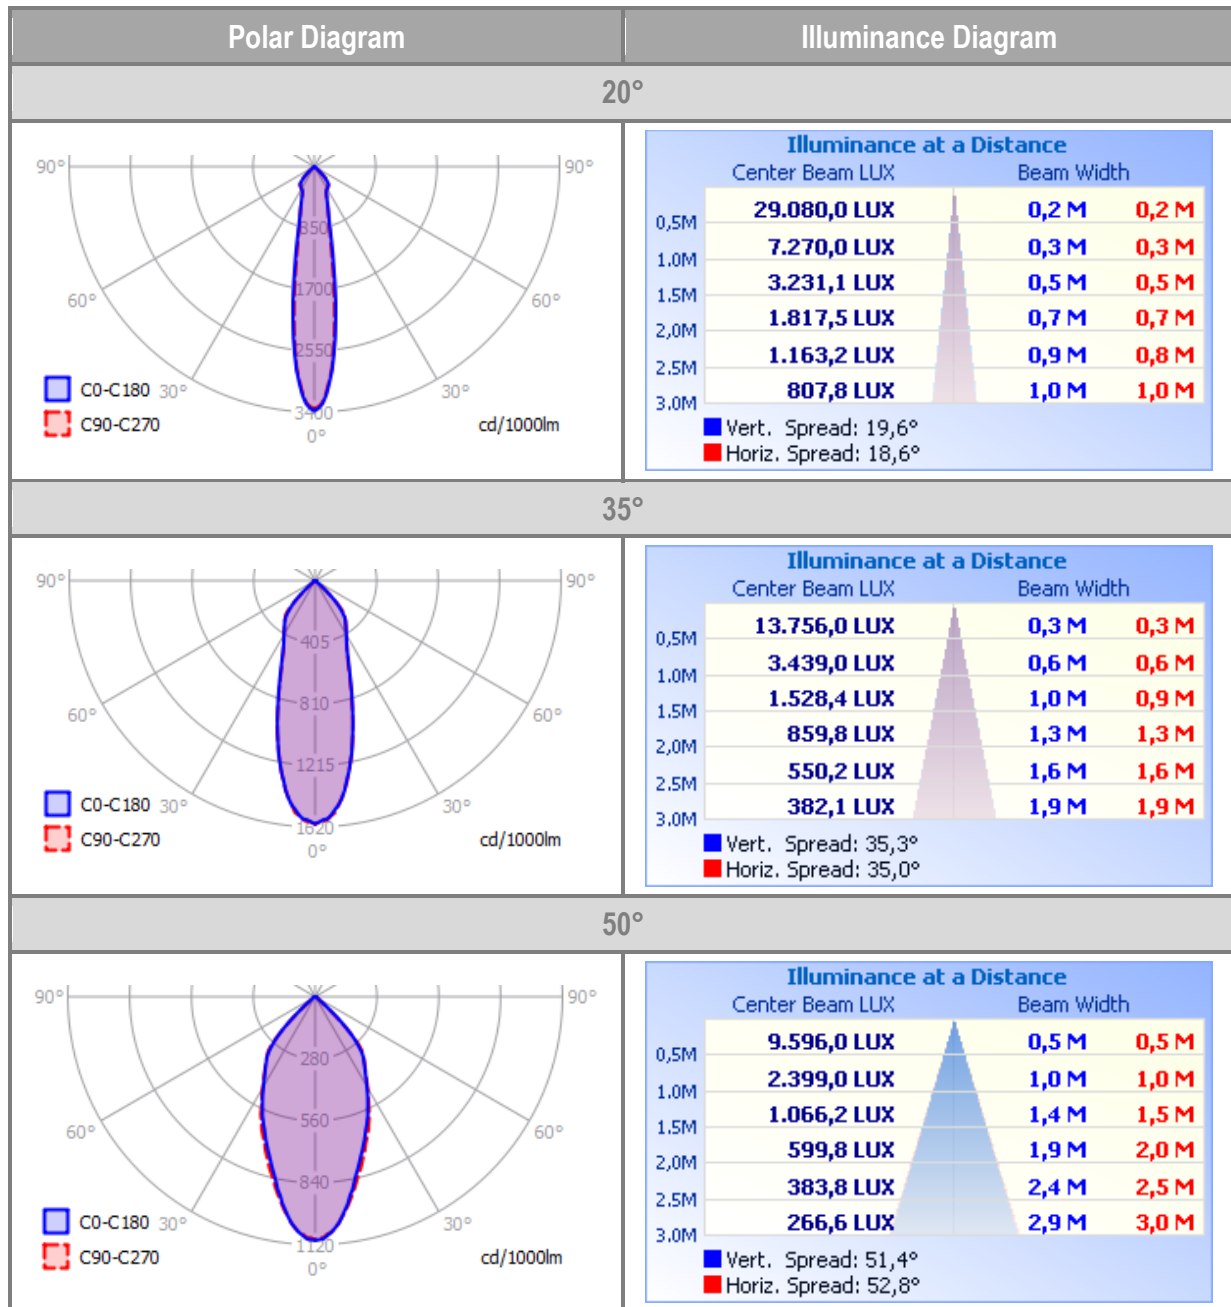 Polar Diagram
Illuminance Diagram
20°
90°
90°
850
1700
60°
60°
2550
C0-C180 30°
30°
3400
C90-C270
cd/1000lm
0°
Illuminance at a Distance
Center Beam LUX Beam Width
0,5M 29.080,0 LUX 0,2 M 0,2 M
1.0M 7.270,0 LUX 0,3 M 0,3 M
1.5M 3.231,1 LUX 0,5 M 0,5 M
2,0M 1.817,5 LUX 0,7 M 0,7 M
2.5M 1.163,2 LUX 0,9 M 0,8 M
3.0M 807,8 LUX 1,0 M 1,0 M
Vert. Spread: 19,6°
Horiz. Spread: 18,6°
35°
90°
90°
405
810
60°
60°
1215
C0-C180 30°
30°
1620
C90-C270
cd/1000lm
0°
Illuminance at a Distance
Center Beam LUX Beam Width
0,5M 13.756,0 LUX 0,3 M 0,3 M
1.0M 3.439,0 LUX 0,6 M 0,6 M
1.5M 1.528,4 LUX 1,0 M 0,9 M
2,0M 859,8 LUX 1,3 M 1,3 M
2.5M 550,2 LUX 1,6 M 1,6 M
3.0M 382,1 LUX 1,9 M 1,9 M
Vert. Spread: 35,3°
Horiz. Spread: 35,0°
50°
90°
90°
280
560
60°
60°
840
C0-C180 30°
30°
1120
C90-C270
cd/1000lm
0°
Illuminance at a Distance
Center Beam LUX Beam Width
0,5M 9.596,0 LUX 0,5 M 0,5 M
1.0M 2.399,0 LUX 1,0 M 1,0 M
1.5M 1.066,2 LUX 1,4 M 1,5 M
2,0M 599,8 LUX 1,9 M 2,0 M
2.5M 383,8 LUX 2,4 M 2,5 M
3.0M 266,6 LUX 2,9 M 3,0 M
Vert. Spread: 51,4°
Horiz. Spread: 52,8°